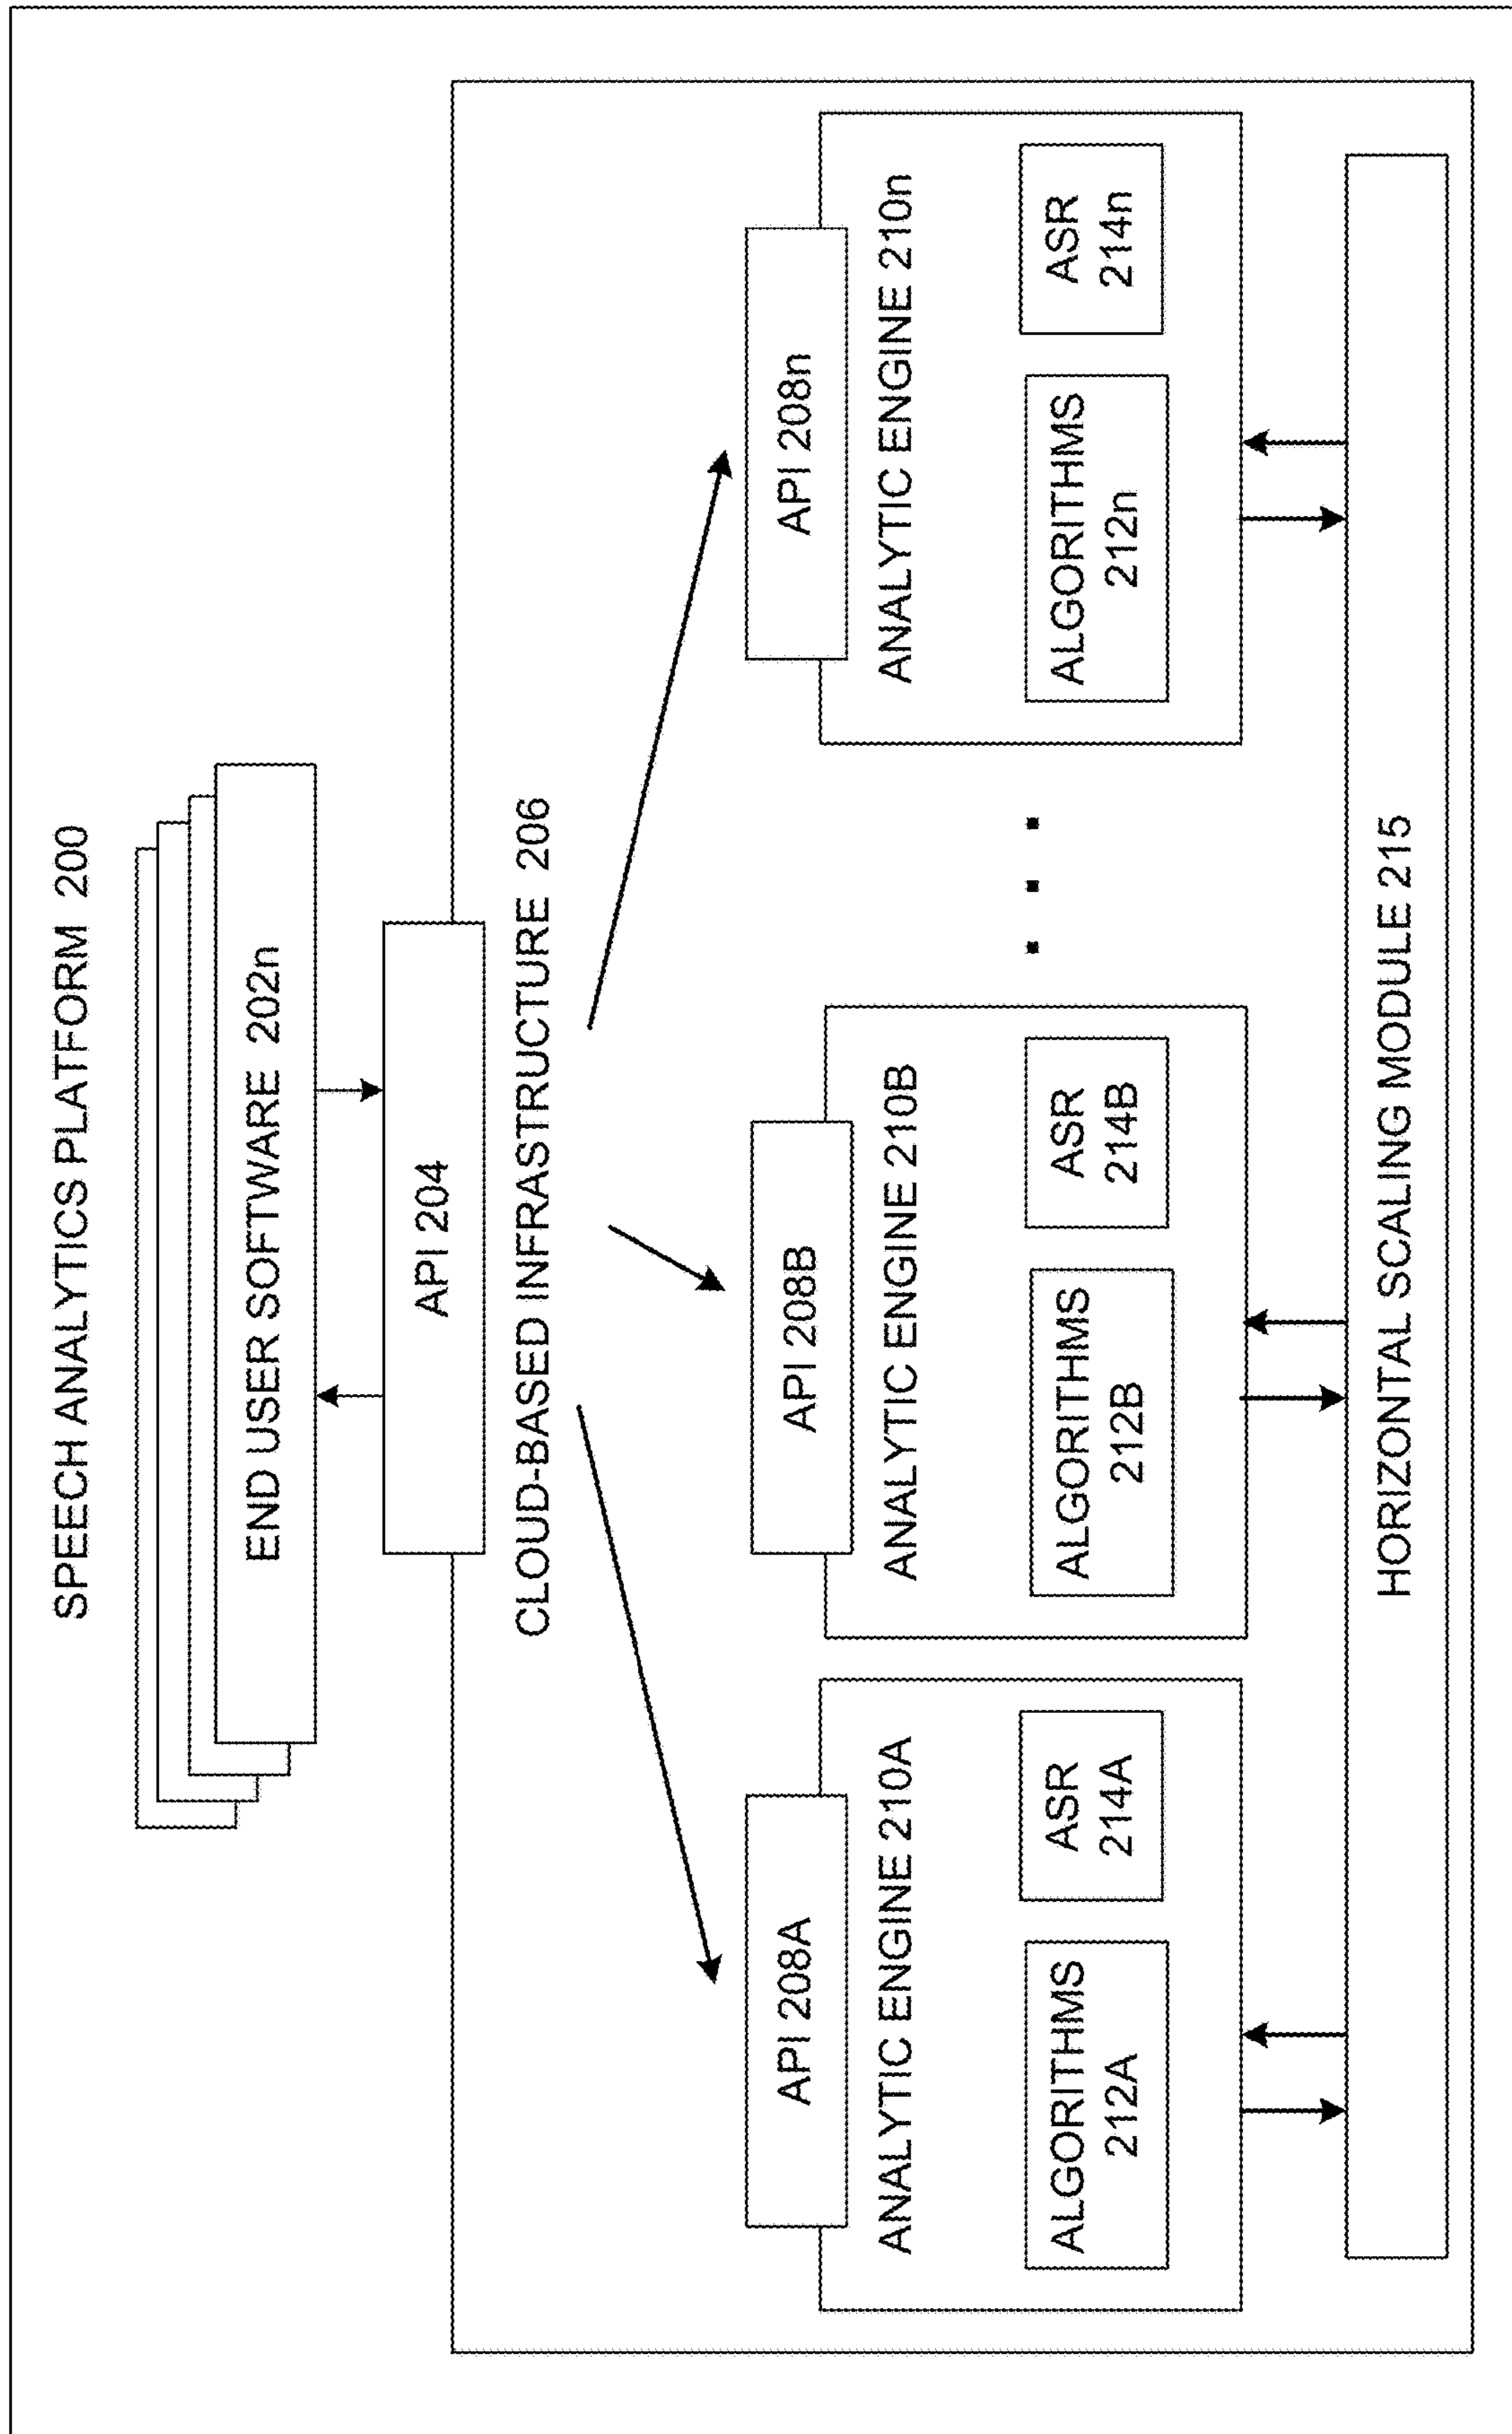 SPEECH ANALYTICS PLATFORM 200
END USER SOFTWARE 202n
API 204
CLOUD-BASED INFRASTRUCTURE 206
API 208A
ANALYTIC ENGINE 210A
ALGORITHMS
212A
ASR
214A
API 208B
ANALYTIC ENGINE 210B
ALGORITHMS
212B
ASR
214B
API 208n
ANALYTIC ENGINE 210n
ALGORITHMS
212n
ASR
214n
HORIZONTAL SCALING MODULE 215